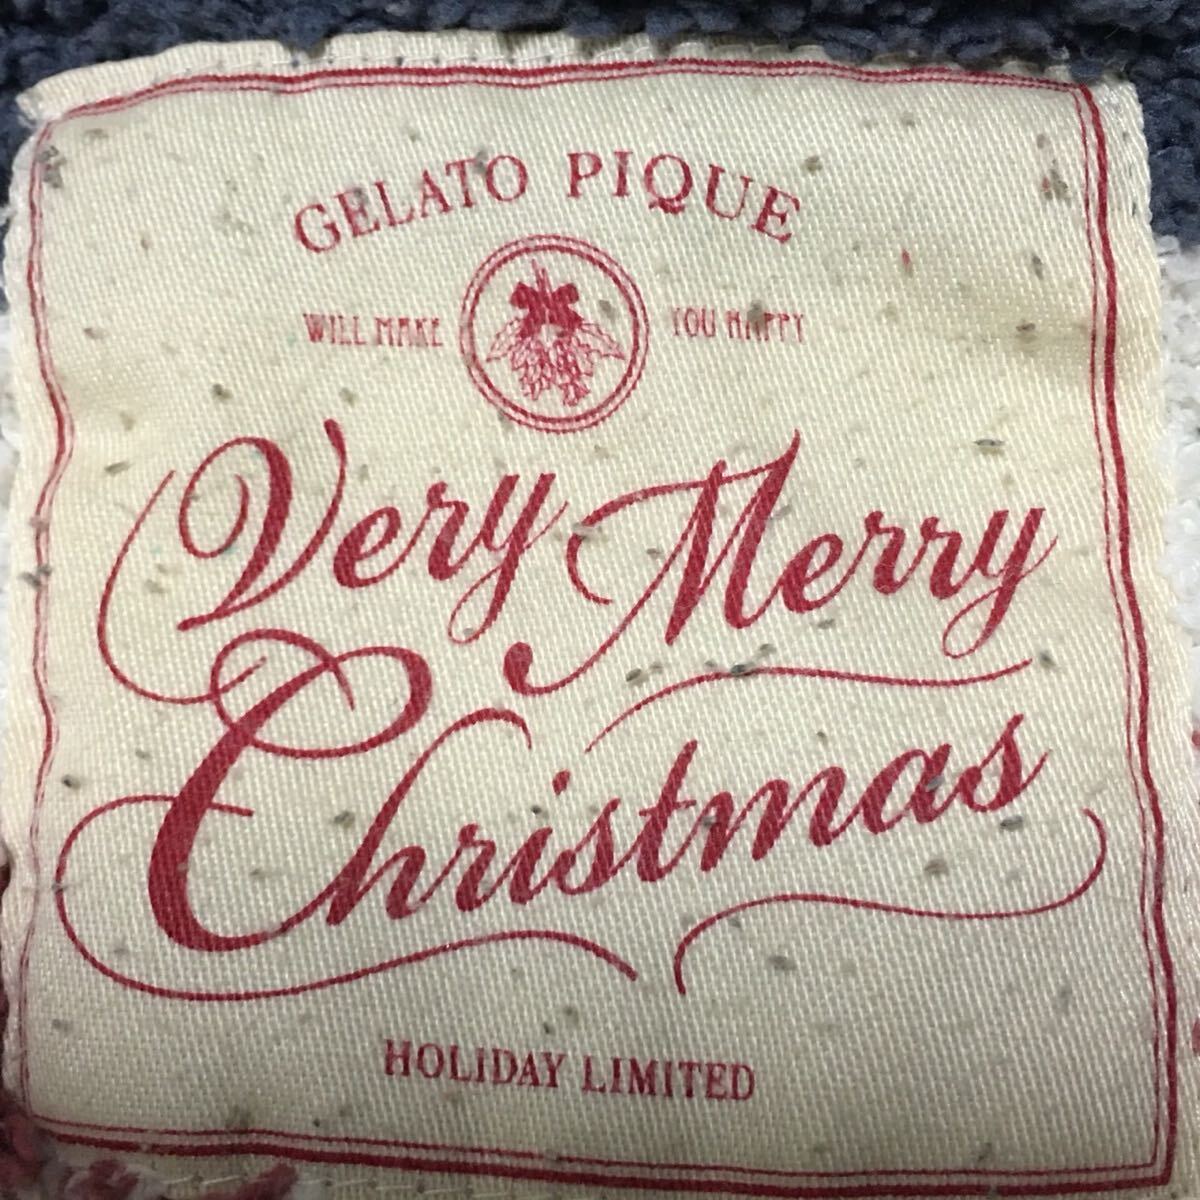 GELATO PIQUE
WILL MAKE YOU HAPPY
Very Merry
Christmas
HOLIDAY LIMITED